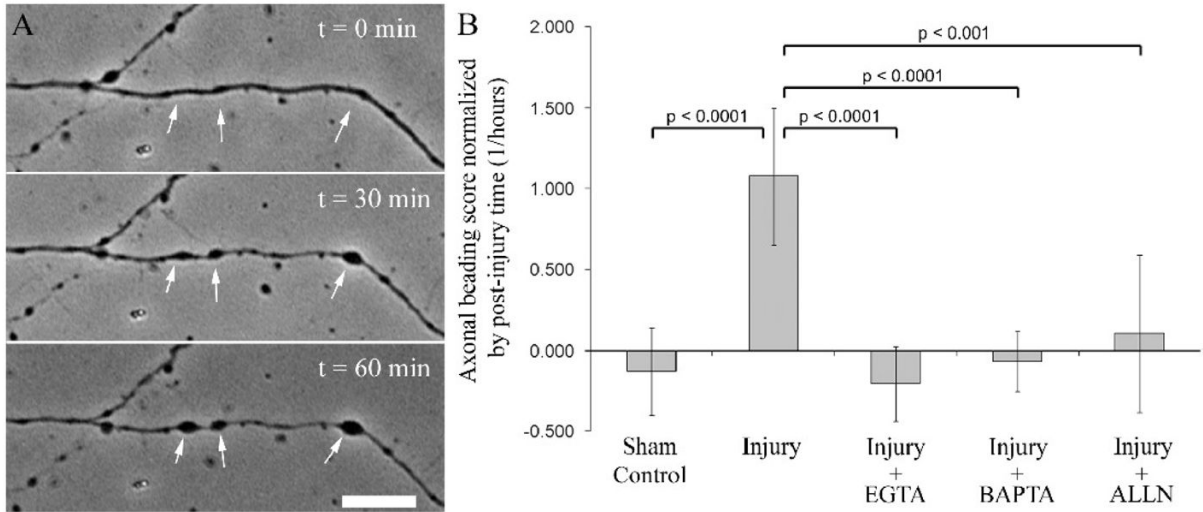 A
t = 0 min
t = 30 min
t = 60 min
B
Axonal beading score normalized
by post-injury time (1/hours)
2.000
1.500
1.000
0.500
0.000
-0.500
p < 0.001
p < 0.0001
p < 0.0001
p < 0.0001
Sham
Control
Injury
Injury
+
EGTA
Injury
+
BAPTA
Injury
+
ALLN